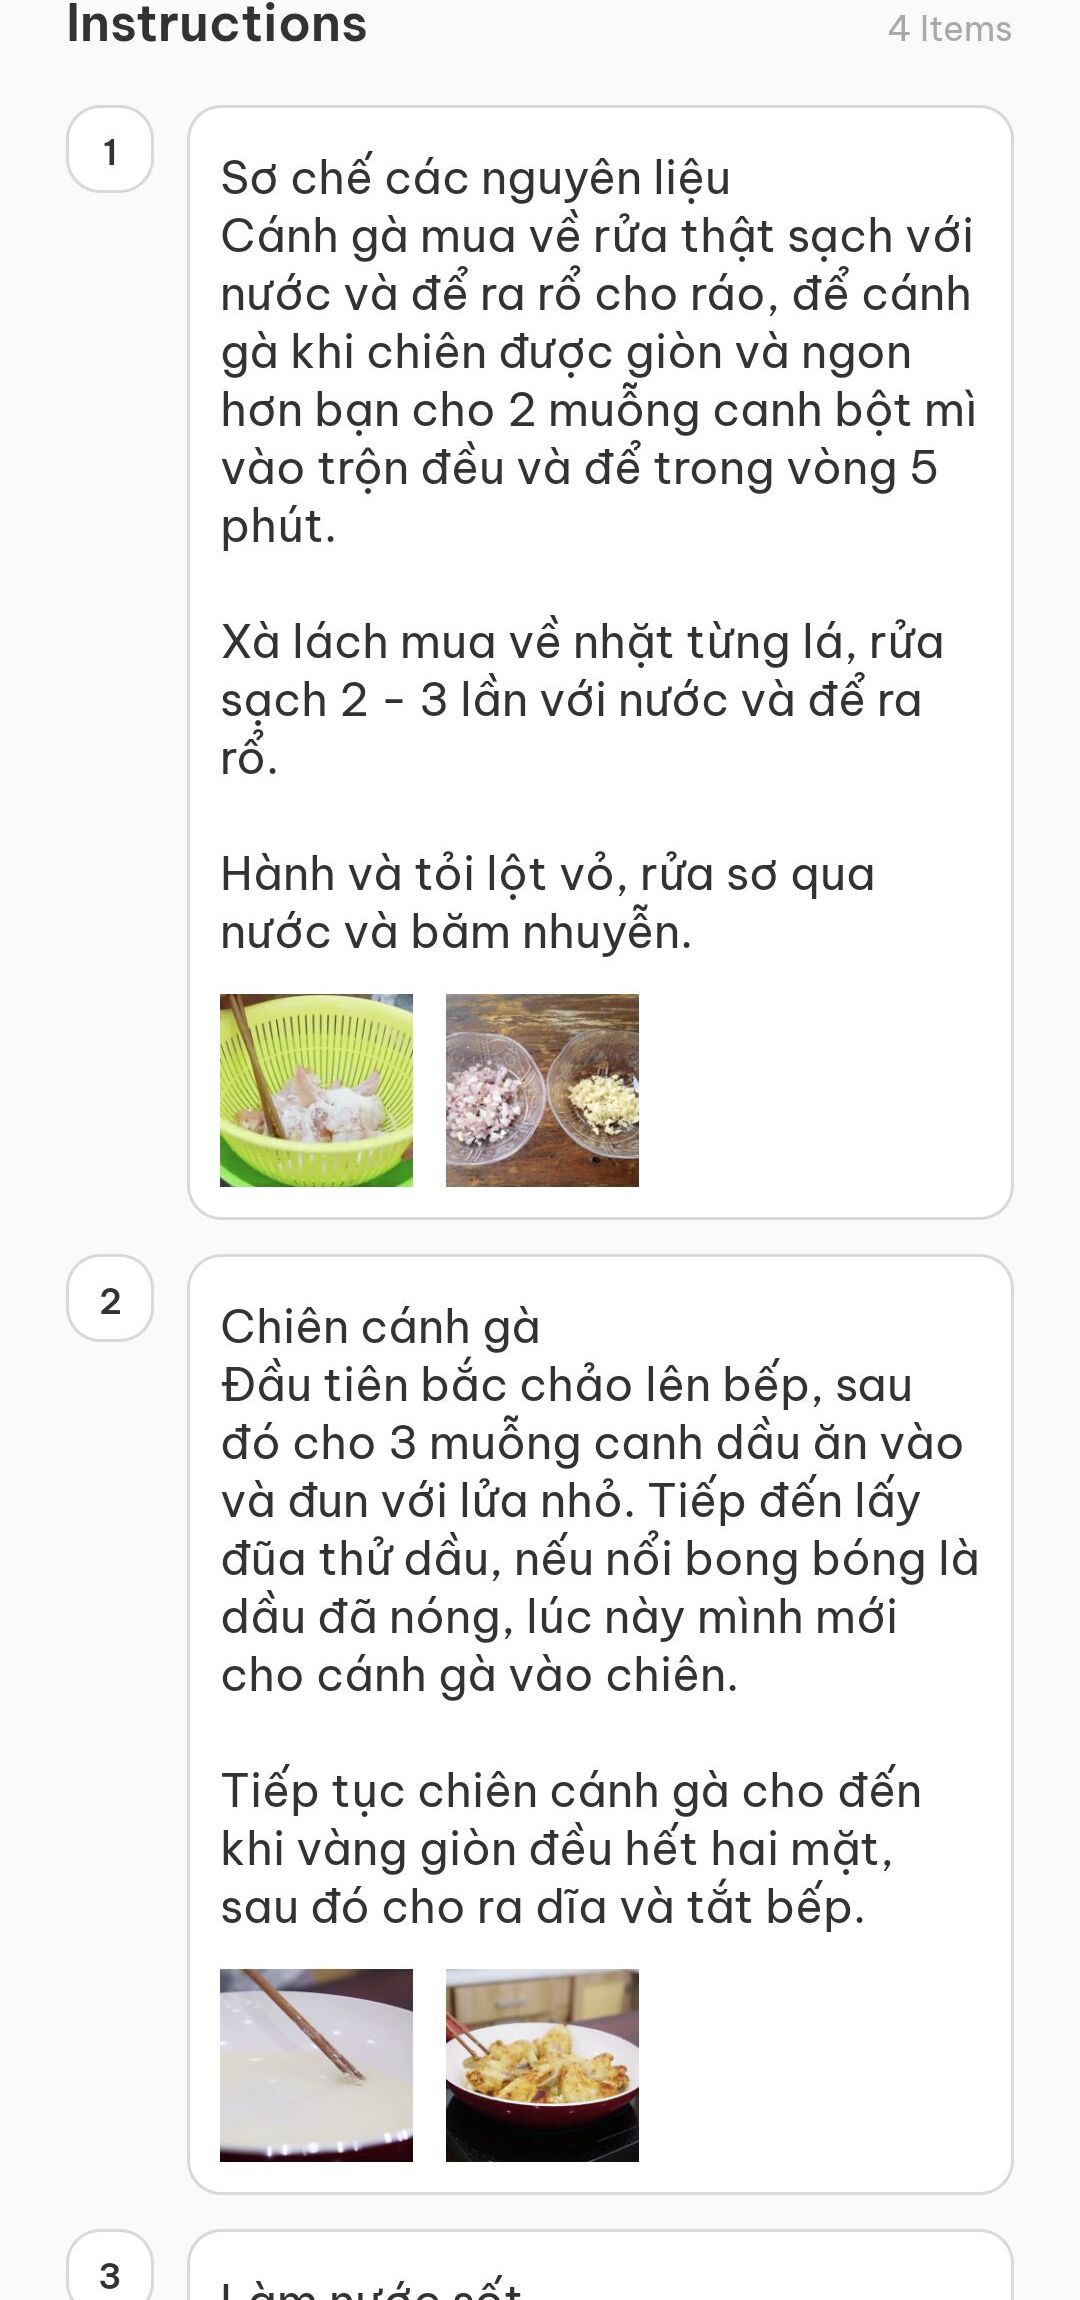 Instructions
4 Items
1
Sơ chế các nguyên liệu
Cánh gà mua về rửa thật sạch với
nước và để ra rổ cho ráo, để cánh
gà khi chiên được giòn và ngon
hơn bạn cho 2 muỗng canh bột mì
vào trộn đều và để trong vòng 5
phút.
Xà lách mua về nhặt từng lá, rửa
sạch 2 - 3 lần với nước và để ra
rổ.
Hành và tỏi lột vỏ, rửa sơ qua
nước và băm nhuyễn.
2
Chiên cánh gà
Đầu tiên bắc chảo lên bếp, sau
đó cho 3 muỗng canh dầu ăn vào
và đun với lửa nhỏ. Tiếp đến lấy
đũa thử dầu, nếu nổi bong bóng là
dầu đã nóng, lúc này mình mới
cho cánh gà vào chiên.
Tiếp tục chiên cánh gà cho đến
khi vàng giòn đều hết hai mặt,
sau đó cho ra dĩa và tắt bếp.
3
Làm nước sốt